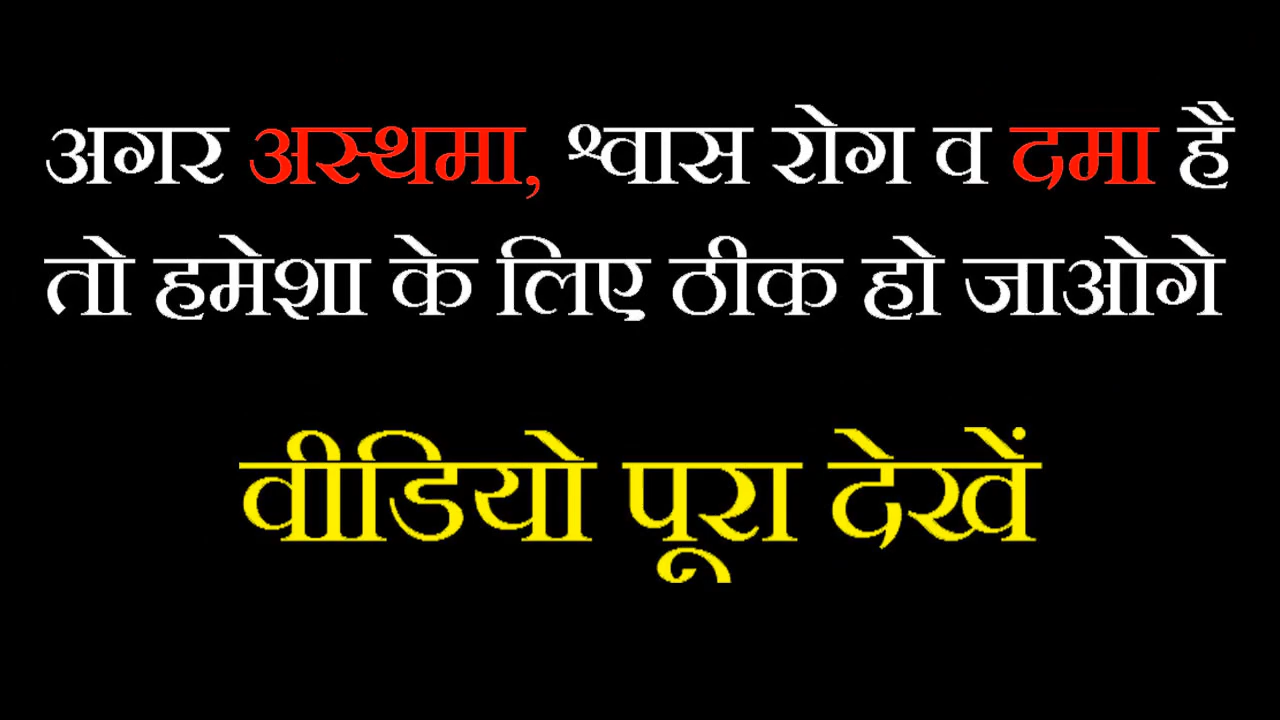 अगर अस्थमा, श्वास रोग व दमा है
तो हमेशा के लिए ठीक हो जाओगे
वीडियो पूरा देखें